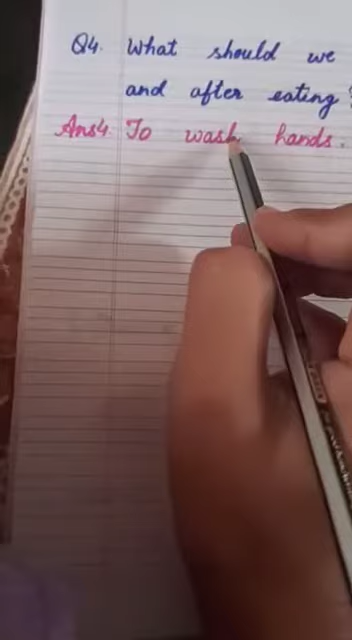 Q4. What should we
and after eating?
Ans4. To wash hands.